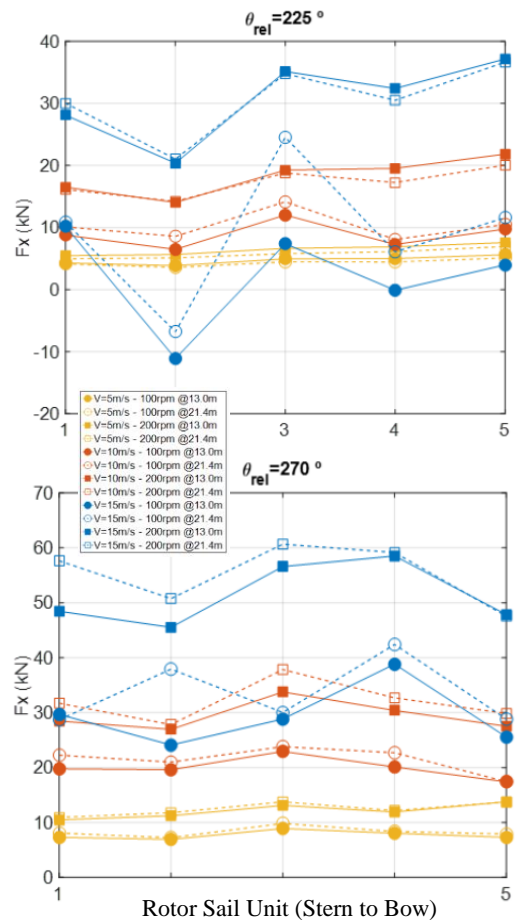 θrel=225 º
40
30
20
10
0
-10
-20
Fx (kN)
1
3
4
5
V=5m/s - 100rpm @13.0m
V=5m/s - 100rpm @21.4m
V=5m/s - 200rpm @13.0m
V=5m/s - 200rpm @21.4m
V=10m/s - 100rpm @13.0m
V=10m/s - 100rpm @21.4m
V=10m/s - 200rpm @13.0m
V=10m/s - 200rpm @21.4m
V=15m/s - 100rpm @13.0m
V=15m/s - 100rpm @21.4m
V=15m/s - 200rpm @13.0m
V=15m/s - 200rpm @21.4m
θrel=270 º
70
60
50
40
30
20
10
0
Fx (kN)
1
5
Rotor Sail Unit (Stern to Bow)